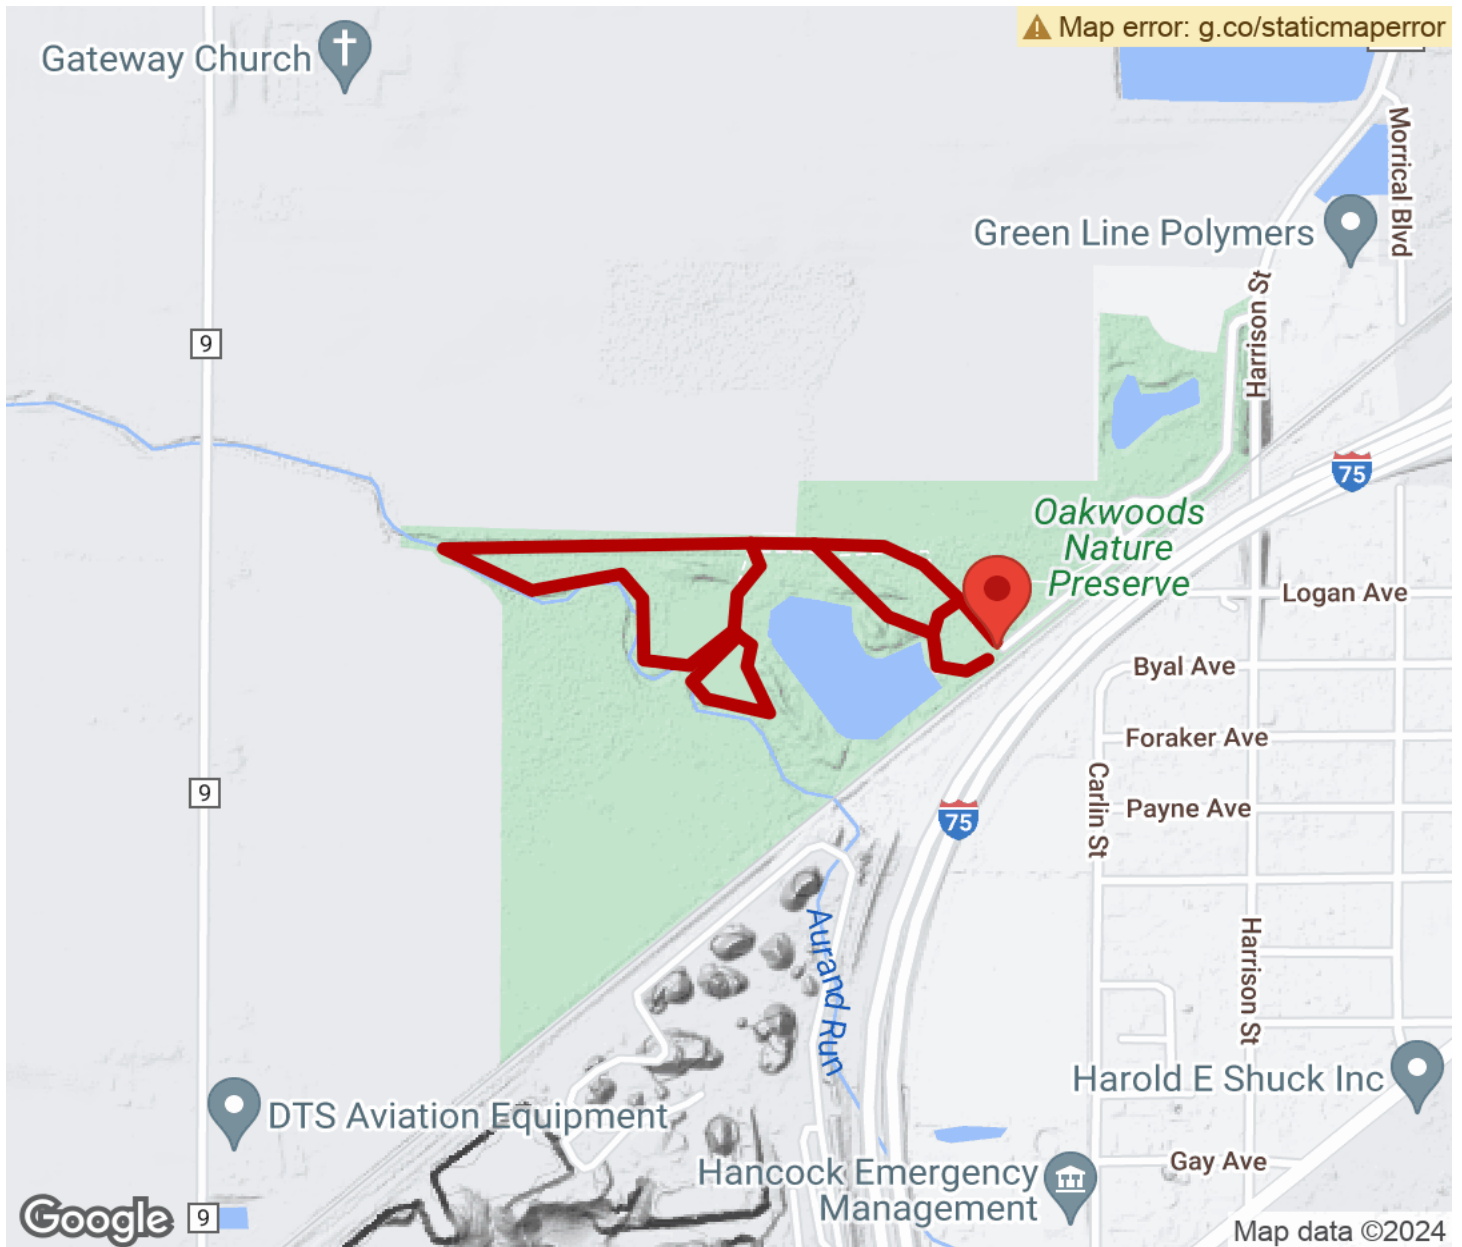 Map error: g.co/staticmaperror
Gateway Church
Morrical Blvd
Green Line Polymers
Harrison St
9
75
Oakwoods
Nature
Preserve
Logan Ave
Byal Ave
Foraker Ave
9
Carlin St
Payne Ave
75
Aurand Run
Harrison St
Harold E Shuck Inc
DTS Aviation Equipment
Hancock Emergency
Management
Gay Ave
Google
9
Map data ©2024